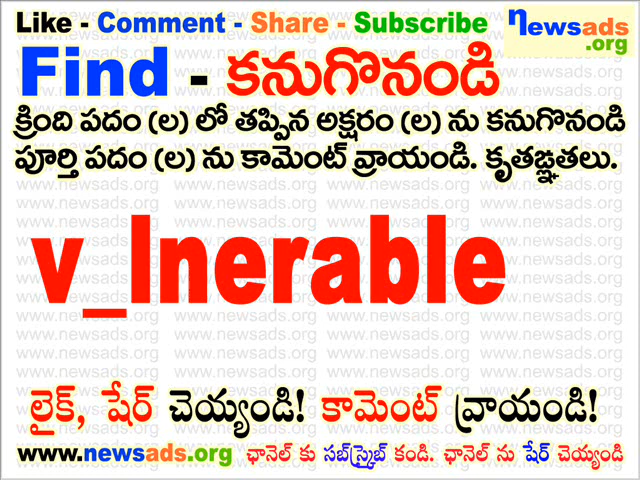 Like - Comment - Share - Subscribe
newsads
.org
Find - కనుగొనండి
క్రింది పదం (ల) లో తప్పిన అక్షరం (ల) ను కనుగొనండి
పూర్తి పదం (ల) ను కామెంట్ వ్రాయండి. కృతఙ్ఞతలు.
v_lnerable
లైక్, షేర్ చెయ్యండి! కామెంట్ వ్రాయండి!
www.newsads.org ఛానెల్ కు సబ్‌స్క్రైబ్ కండి. ఛానెల్ ను షేర్ చెయ్యండి